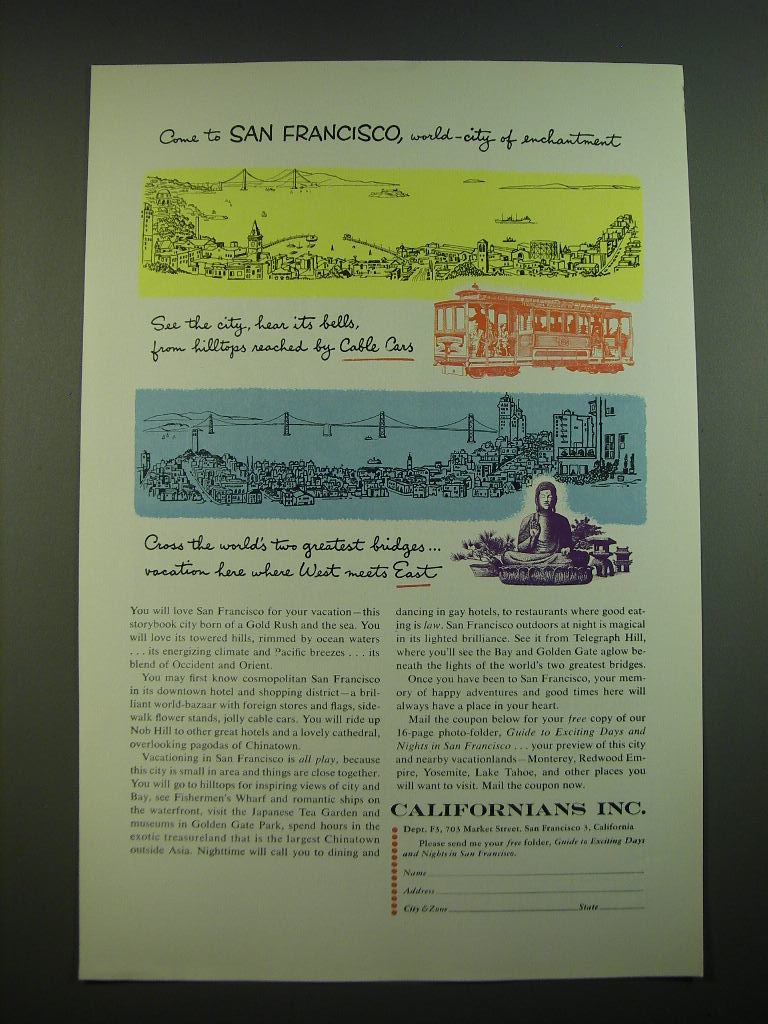 Come to SAN FRANCISCO, world-city of enchantment
See the city, hear its bells,
from hilltops reached by Cable Cars
Cross the world's two greatest bridges...
vacation here where West meets East
You will love San Francisco for your vacation—this
storybook city born of a Gold Rush and the sea. You
will love its towered hills, rimmed by ocean waters
. . . its energizing climate and Pacific breezes . . . its
blend of Occident and Orient.
You may first know cosmopolitan San Francisco
in its downtown hotel and shopping district—a bril-
liant world-bazaar with foreign stores and flags, side-
walk flower stands, jolly cable cars. You will ride up
Nob Hill to other great hotels and a lovely cathedral,
overlooking pagodas of Chinatown.
Vacationing in San Francisco is all play, because
this city is small in area and things are close together.
You will go to hilltops for inspiring views of city and
Bay, see Fishermen's Wharf and romantic ships on
the waterfront, visit the Japanese Tea Garden and
museums in Golden Gate Park, spend hours in the
exotic treasureland that is the largest Chinatown
outside Asia. Nighttime will call you to dining and
dancing in gay hotels, to restaurants where good eat-
ing is law. San Francisco outdoors at night is magical
in its lighted brilliance. See it from Telegraph Hill,
where you'll see the Bay and Golden Gate aglow be-
neath the lights of the world's two greatest bridges.
Once you have been to San Francisco, your mem-
ory of happy adventures and good times here will
always have a place in your heart.
Mail the coupon below for your free copy of our
16-page photo-folder, Guide to Exciting Days and
Nights in San Francisco . . . your preview of this city
and nearby vacationlands—Monterey, Redwood Em-
pire, Yosemite, Lake Tahoe, and other places you
will want to visit. Mail the coupon now.
CALIFORNIANS INC.
Dept. F3, 703 Market Street, San Francisco 3, California
Please send me your free folder, Guide to Exciting Days
and Nights in San Francisco.
Name
Address
City & Zone State